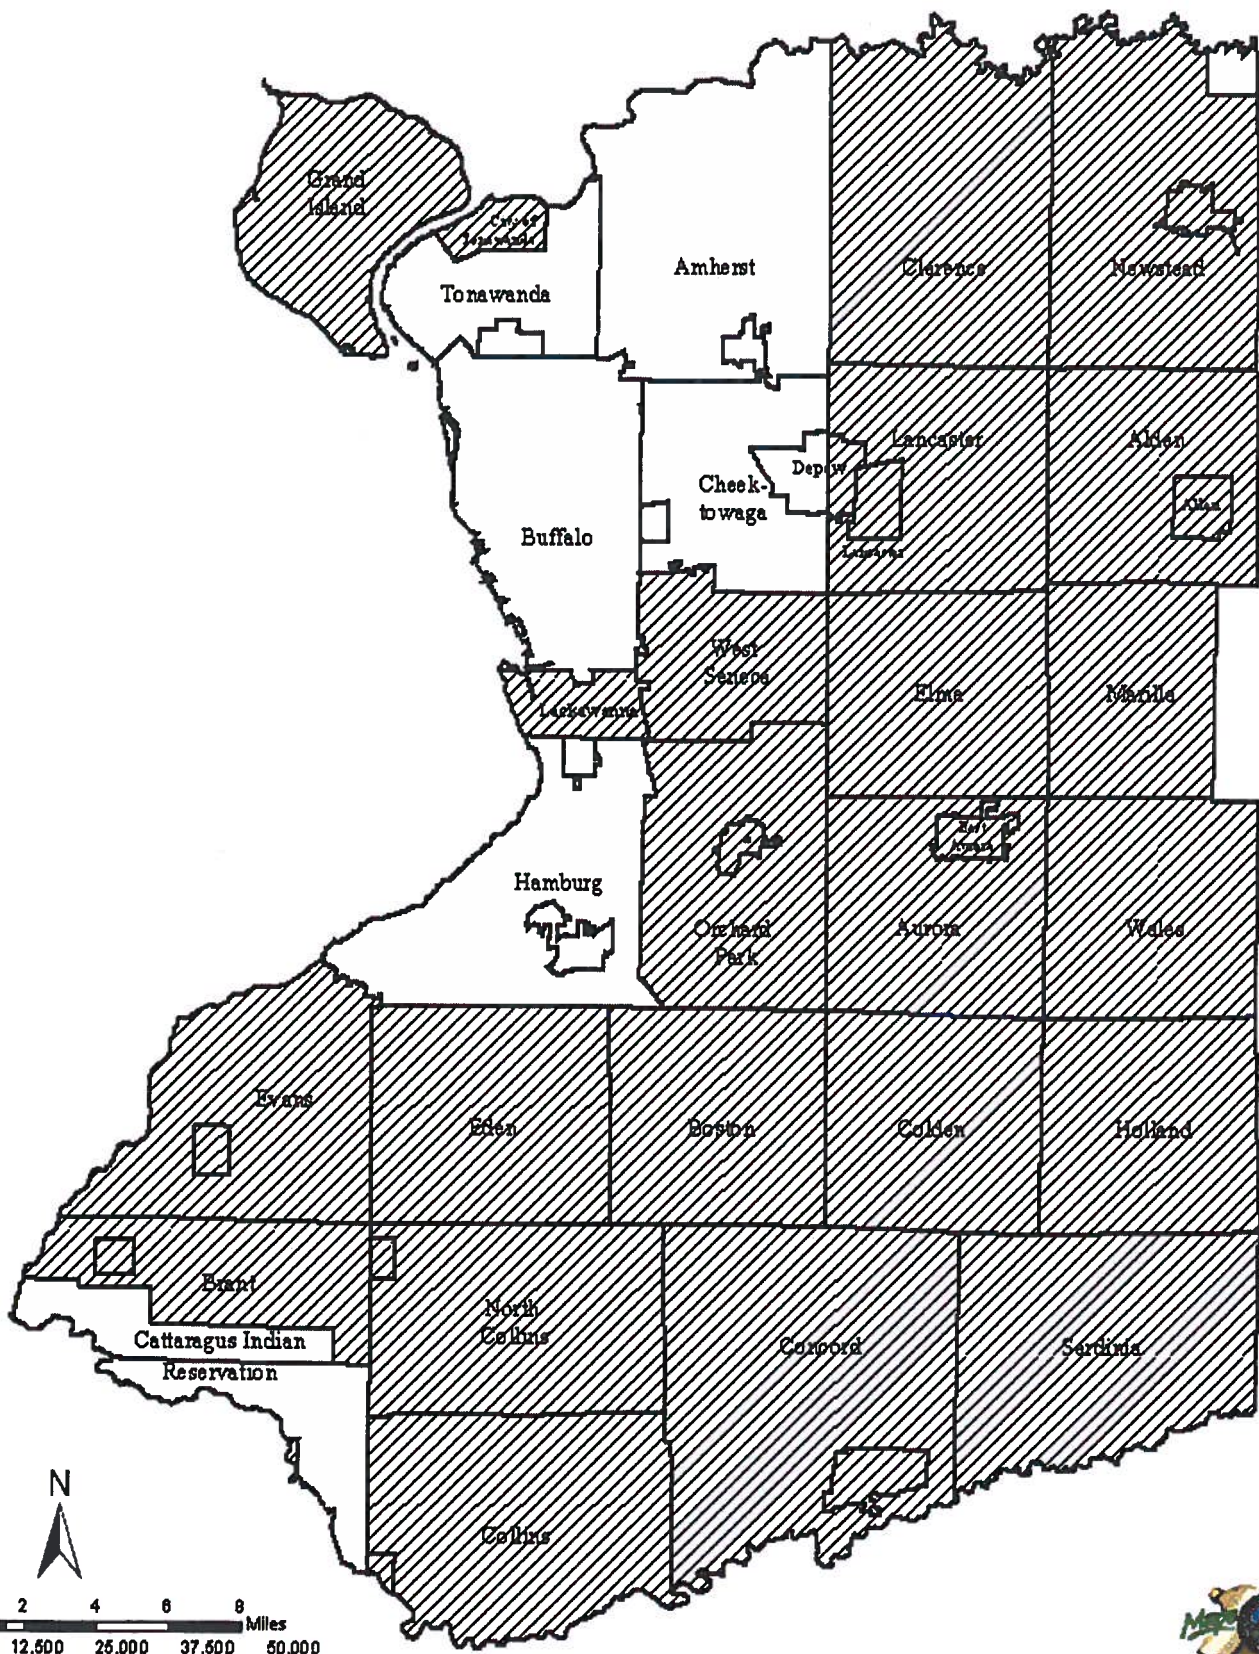 Grand
Island
City of
Tonawanda
Tonawanda
Amherst
Clarence
Newstead
Lancaster
Alden
Depew
Cheek-
towaga
Alden
Buffalo
Lancaster
West
Seneca
Elma
Marilla
Lackawanna
East
Aurora
Hamburg
Orchard
Park
Aurora
Wales
Evans
Eden
Boston
Colden
Holland
Brant
North
Collins
Cattaragus Indian
Reservation
Concord
Sardinia
Collins
N
2 4 6 8
Miles
12,500 25,000 37,500 50,000